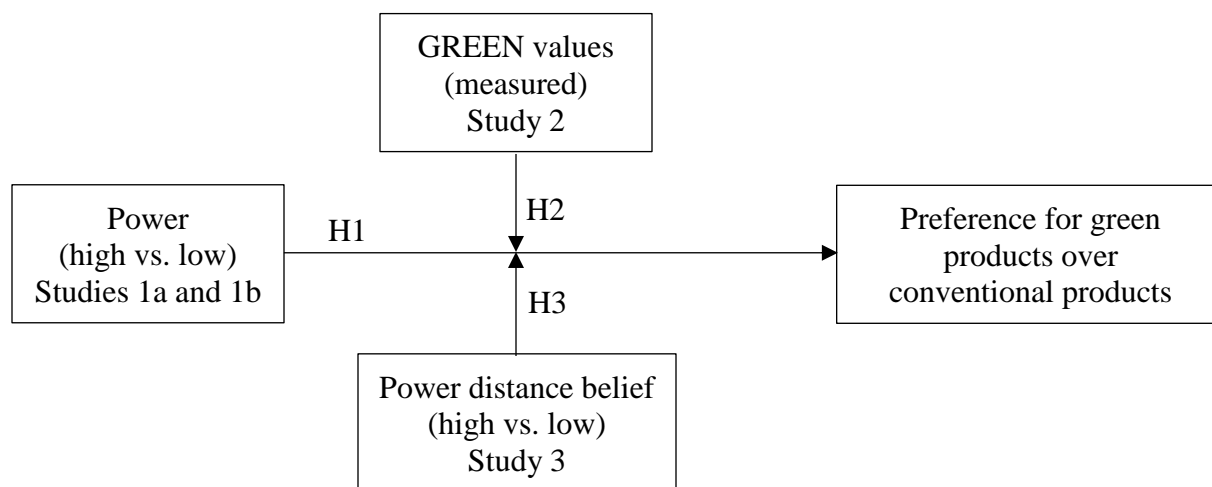 GREEN values
(measured)
Study 2
H2
Power
(high vs. low)
Studies 1a and 1b
H1
Preference for green
products over
conventional products
H3
Power distance belief
(high vs. low)
Study 3